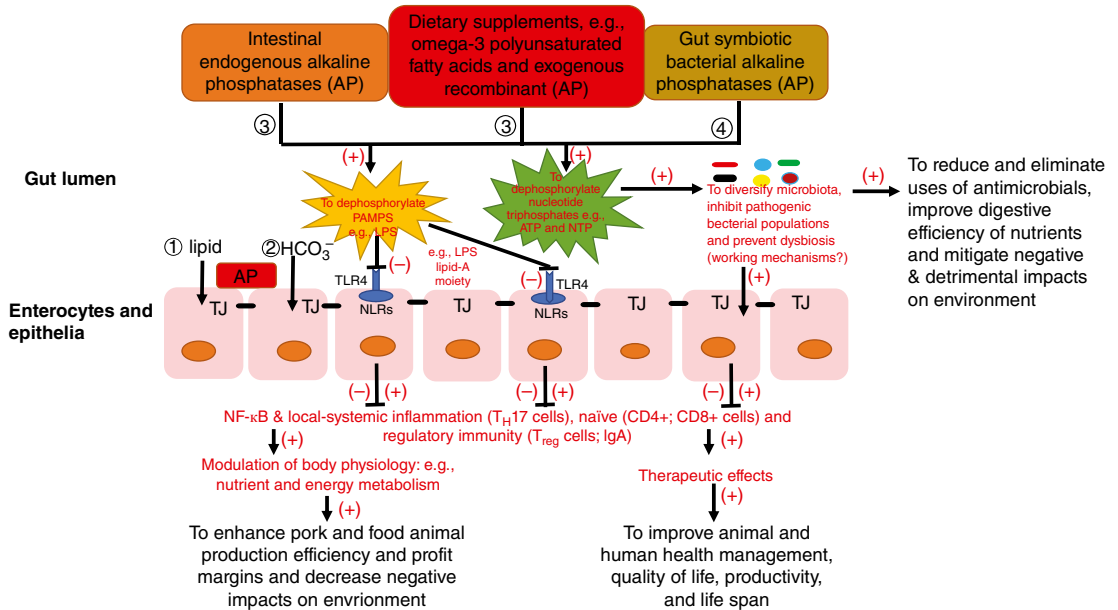 Intestinal
endogenous alkaline
phosphatases (AP)
Dietary supplements, e.g.,
omega-3 polyunsaturated
fatty acids and exogenous
recombinant (AP)
Gut symbiotic
bacterial alkaline
phosphatases (AP)
③
③
④
(+)
(+)
Gut lumen
To dephosphorylate
PAMPS
e.g., LPS
To
dephosphorylate
nucleotide
triphosphates e.g.,
ATP and NTP
(+)
To diversify microbiota,
inhibit pathogenic
bacterial populations
and prevent dysbiosis
(working mechanisms?)
(+)
To reduce and eliminate
uses of antimicrobials,
improve digestive
efficiency of nutrients
and mitigate negative
& detrimental impacts
on environment
① lipid
②HCO₃⁻
AP
(−)
e.g., LPS
lipid-A
moiety
(−)
(+)
TLR4
TLR4
Enterocytes and
epithelia
TJ
TJ
NLRs
TJ
NLRs
TJ
TJ
TJ
(−)
(+)
(−)
(+)
(−)
(+)
NF-κB & local-systemic inflammation (T_H17 cells), naïve (CD4+; CD8+ cells) and
regulatory immunity (T_reg cells; IgA)
(+)
(+)
Modulation of body physiology: e.g.,
nutrient and energy metabolism
Therapeutic effects
(+)
(+)
To enhance pork and food animal
production efficiency and profit
margins and decrease negative
impacts on envrionment
To improve animal and
human health management,
quality of life, productivity,
and life span